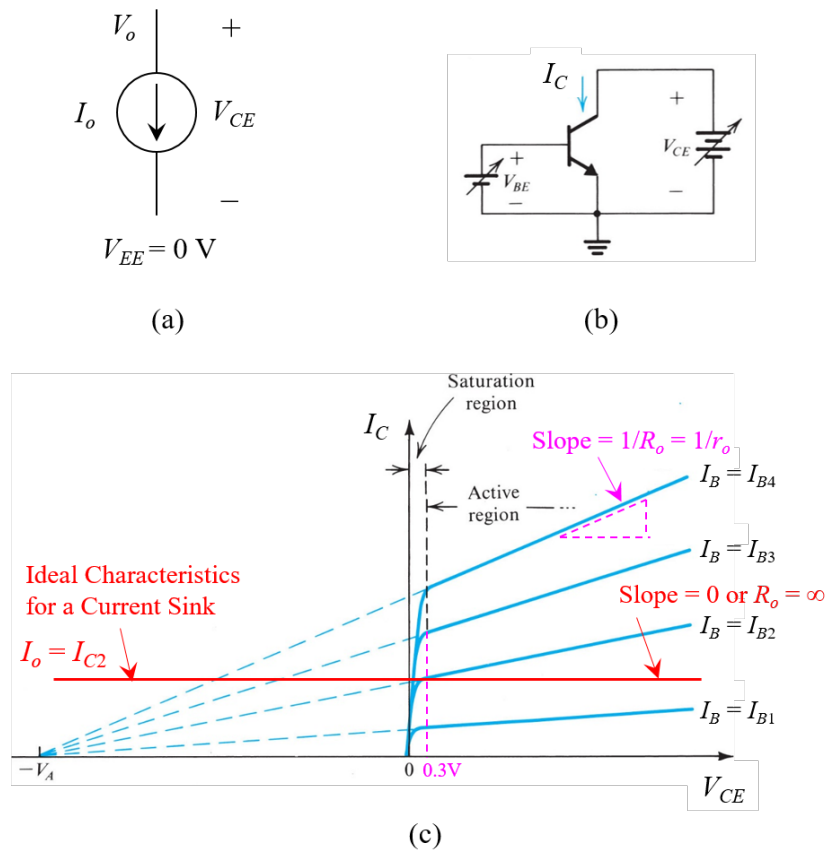 V_o +
I_o V_CE
−
V_EE = 0 V
(a)
I_C
+
V_CE
+
V_BE
−
−
(b)
Saturation
region
I_C
Slope = 1/R_o = 1/r_o
I_B = I_B4
Active
region
I_B = I_B3
Ideal Characteristics
for a Current Sink
Slope = 0 or R_o = ∞
I_o = I_C2
I_B = I_B2
I_B = I_B1
−V_A
0 0.3V
V_CE
(c)